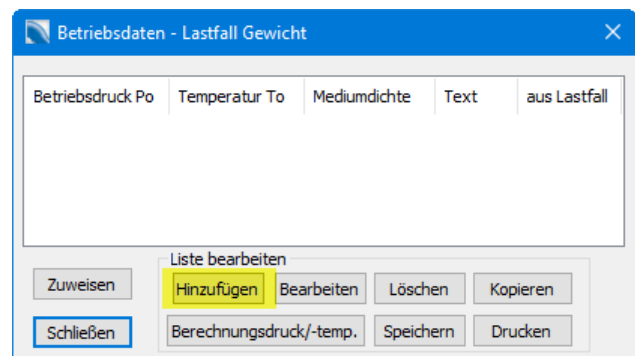 Betriebsdaten - Lastfall Gewicht
Betriebsdruck Po Temperatur To Mediumdichte Text aus Lastfall
Liste bearbeiten
Zuweisen Hinzufügen Bearbeiten Löschen Kopieren
Schließen Berechnungsdruck/-temp. Speichern Drucken